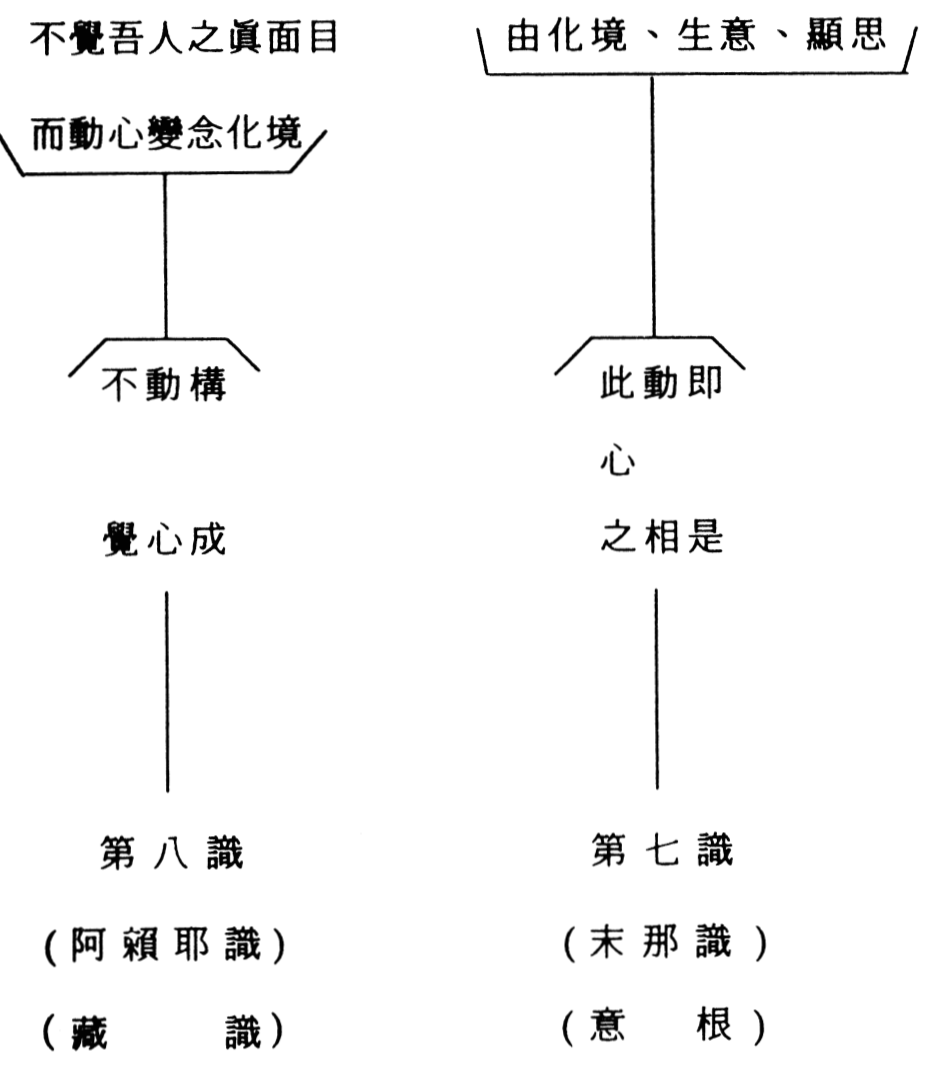 不覺吾人之眞面目
而動心變念化境
不動構
覺心成
第八識
(阿賴耶識)
(藏 識)
由化境、生意、顯思
此動即
心
之相是
第七識
(末那識)
(意 根)